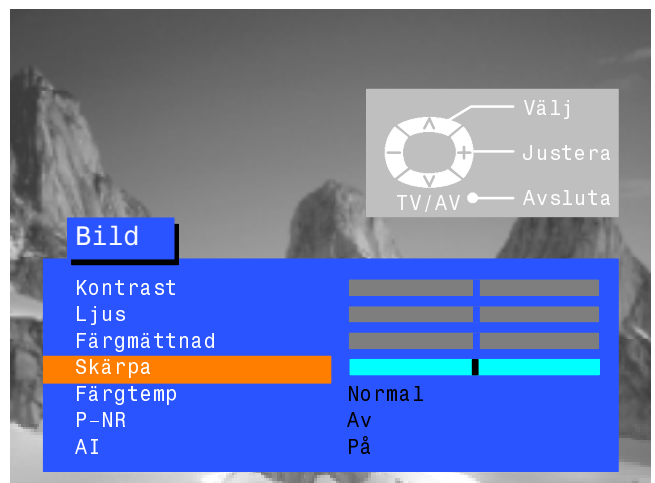 Välj
Justera
TV/AV Avsluta
Bild
Kontrast
Ljus
Färgmättnad
Skärpa
Färgtemp Normal
P-NR Av
AI På